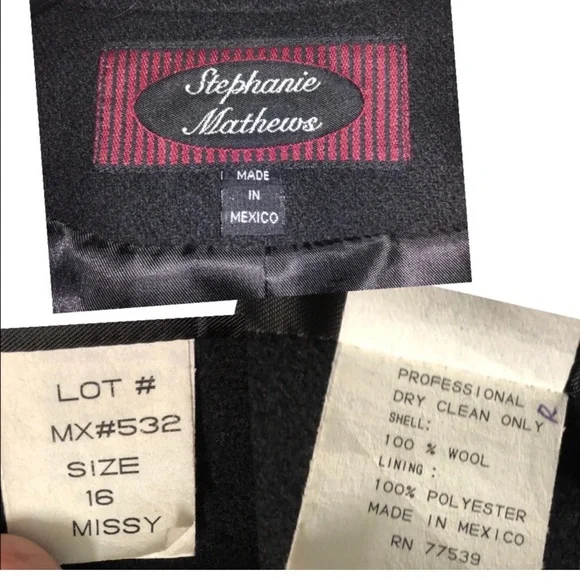 Stephanie
Mathews
MADE
IN
MEXICO
LOT #
MX#532
SIZE
16
MISSY
PROFESSIONAL
DRY CLEAN ONLY
SHELL:
100 % WOOL
LINING :
100% POLYESTER
MADE IN MEXICO
RN 77539
R